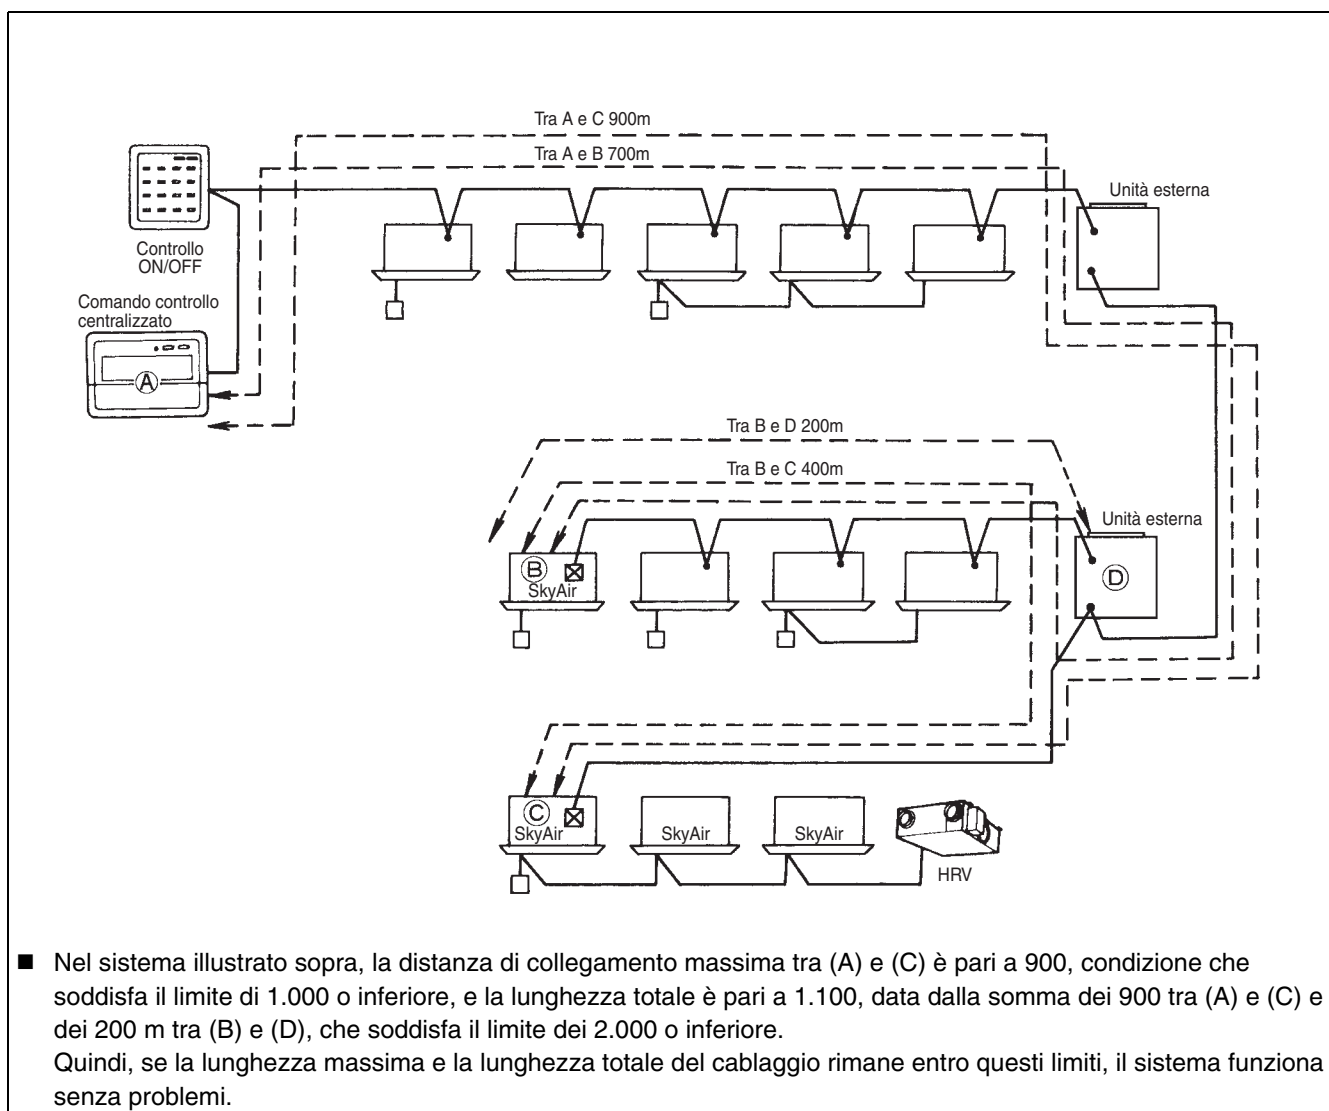 Tra A e C 900m
Tra A e B 700m
Unità esterna
Controllo
ON/OFF
Comando controllo
centralizzato
A
Tra B e D 200m
Tra B e C 400m
Unità esterna
B
SkyAir
D
C
SkyAir
SkyAir
SkyAir
HRV
■ Nel sistema illustrato sopra, la distanza di collegamento massima tra (A) e (C) è pari a 900, condizione che
soddisfa il limite di 1.000 o inferiore, e la lunghezza totale è pari a 1.100, data dalla somma dei 900 tra (A) e (C) e
dei 200 m tra (B) e (D), che soddisfa il limite dei 2.000 o inferiore.
Quindi, se la lunghezza massima e la lunghezza totale del cablaggio rimane entro questi limiti, il sistema funziona
senza problemi.